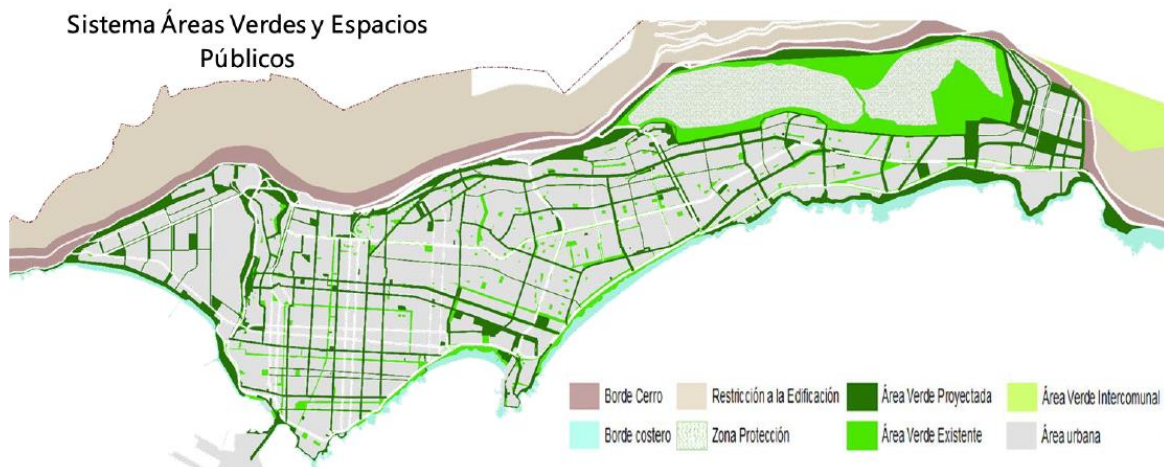 Sistema Áreas Verdes y Espacios
Públicos
Borde Cerro
Restricción a la Edificación
Área Verde Proyectada
Área Verde Intercomunal
Borde costero
Zona Protección
Área Verde Existente
Área urbana